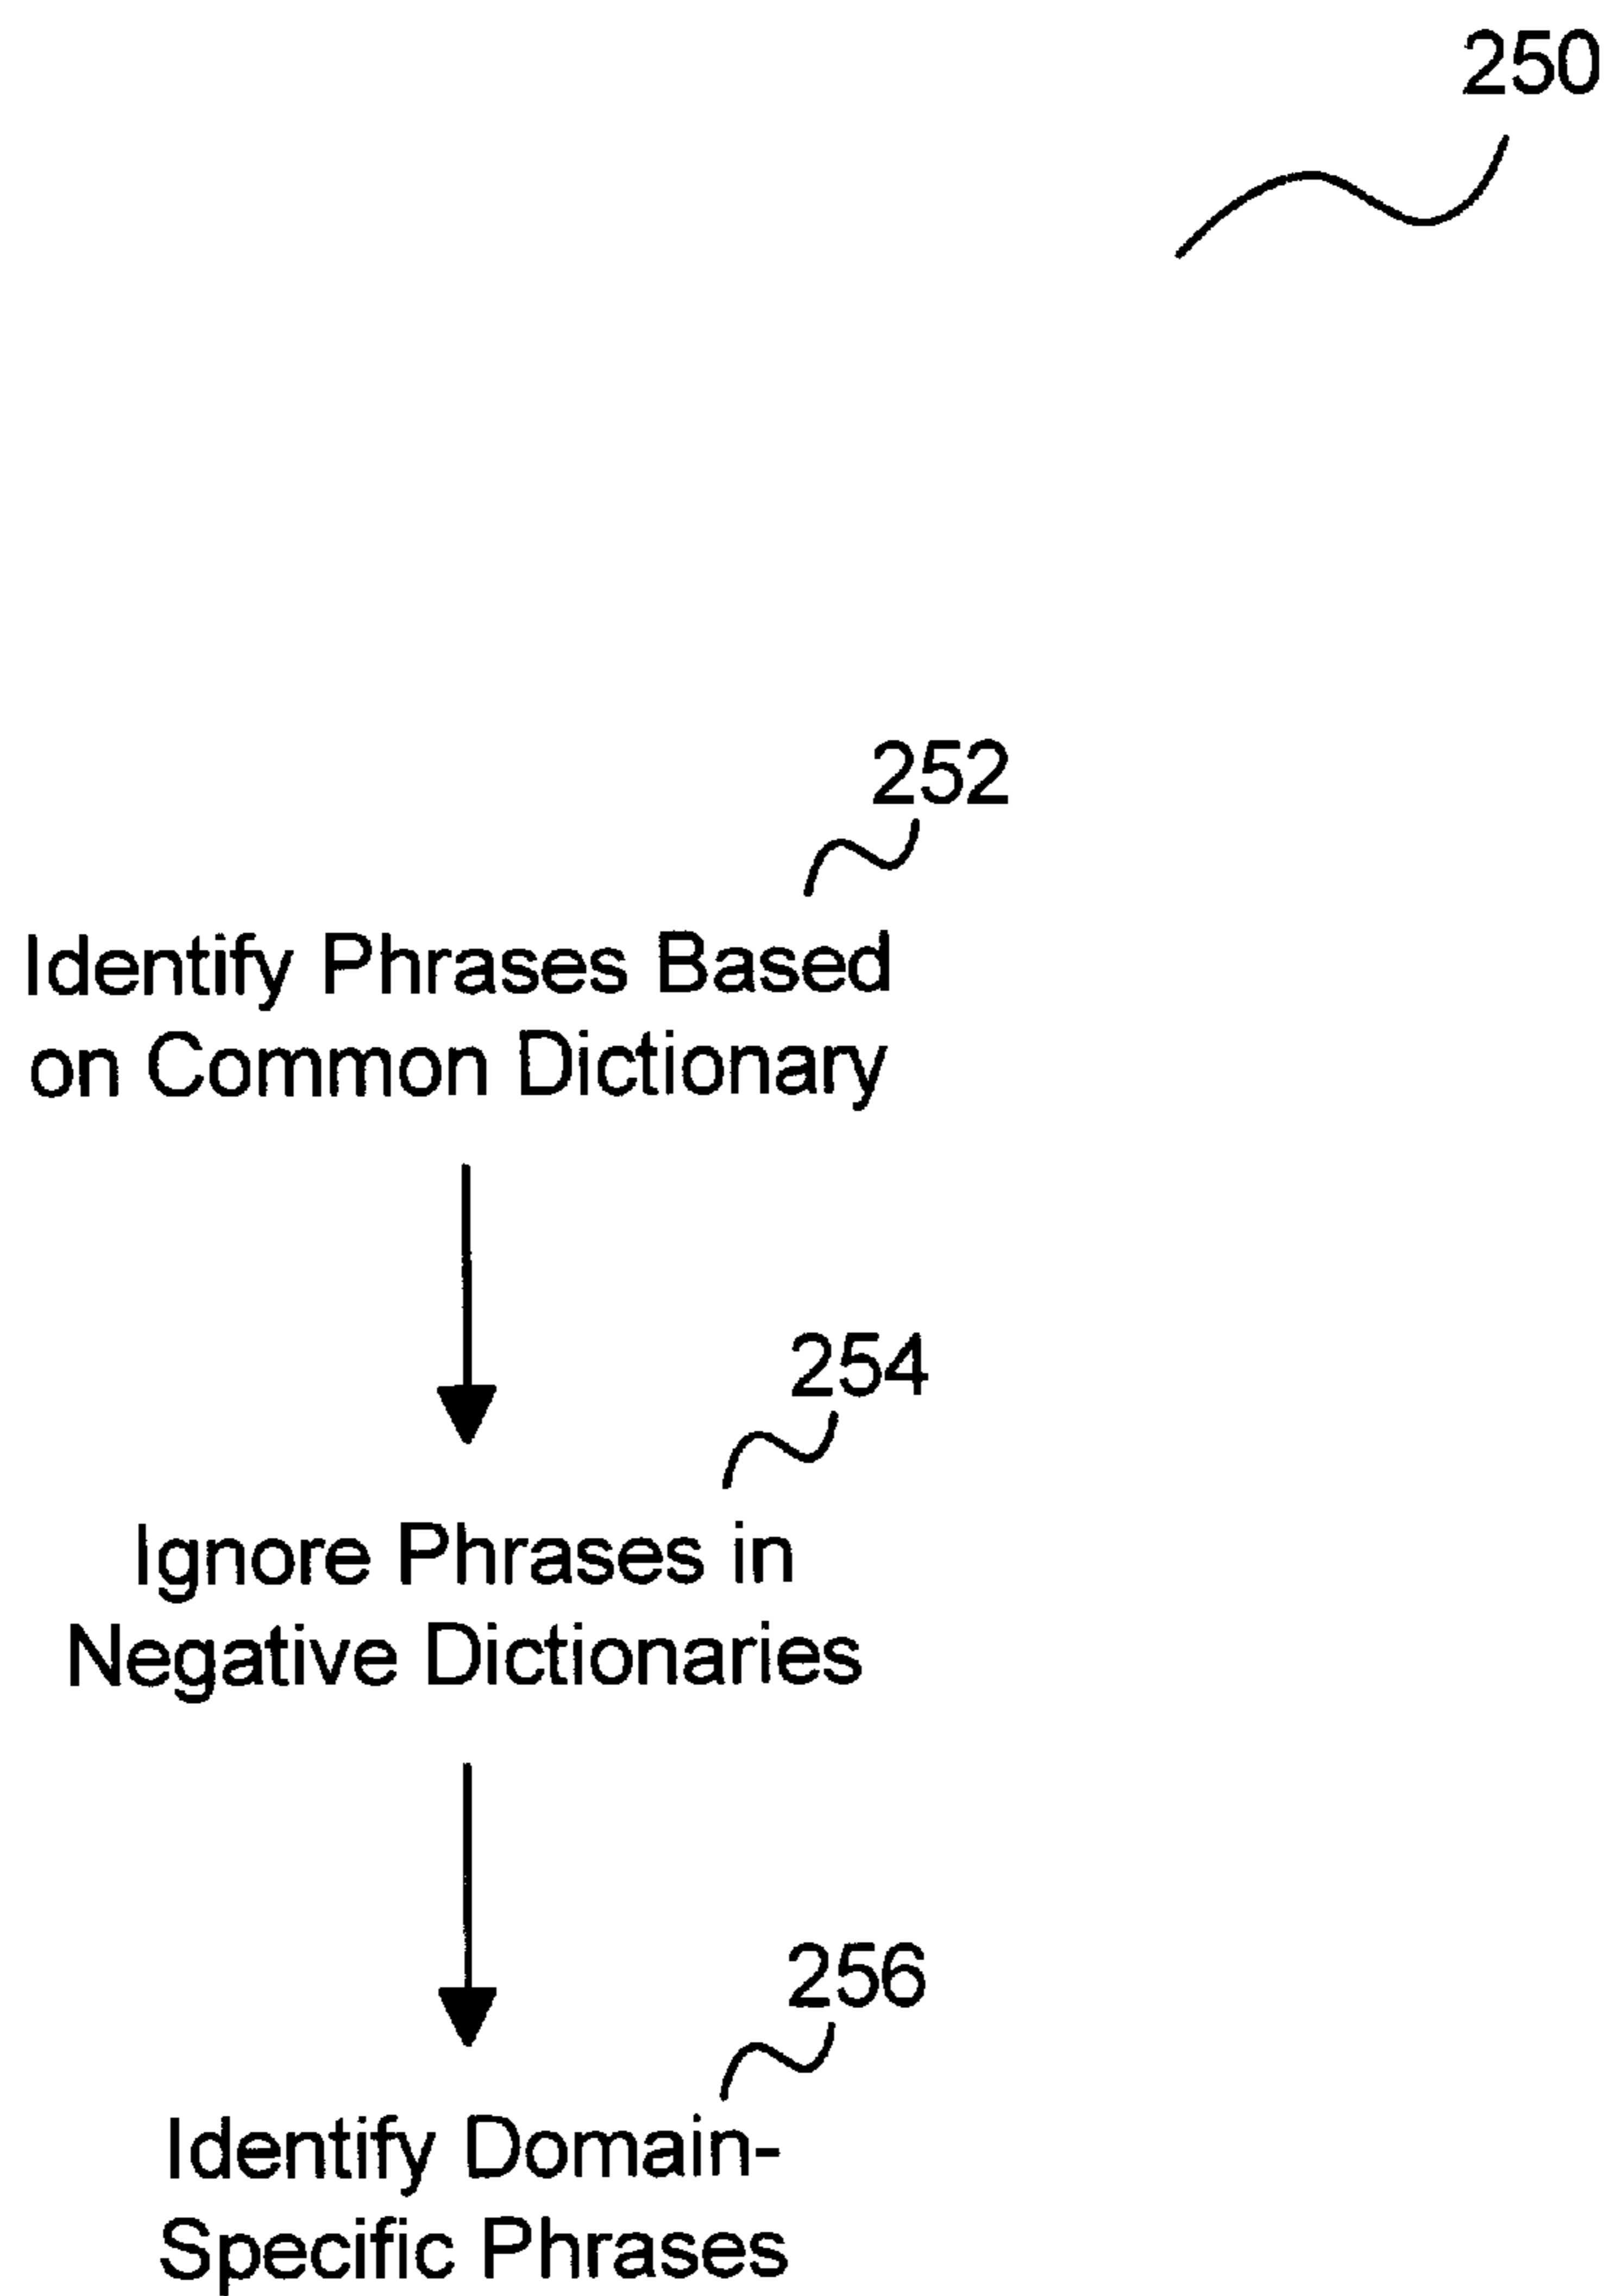 250
252
Identify Phrases Based
on Common Dictionary
254
Ignore Phrases in
Negative Dictionaries
256
Identify Domain-
Specific Phrases